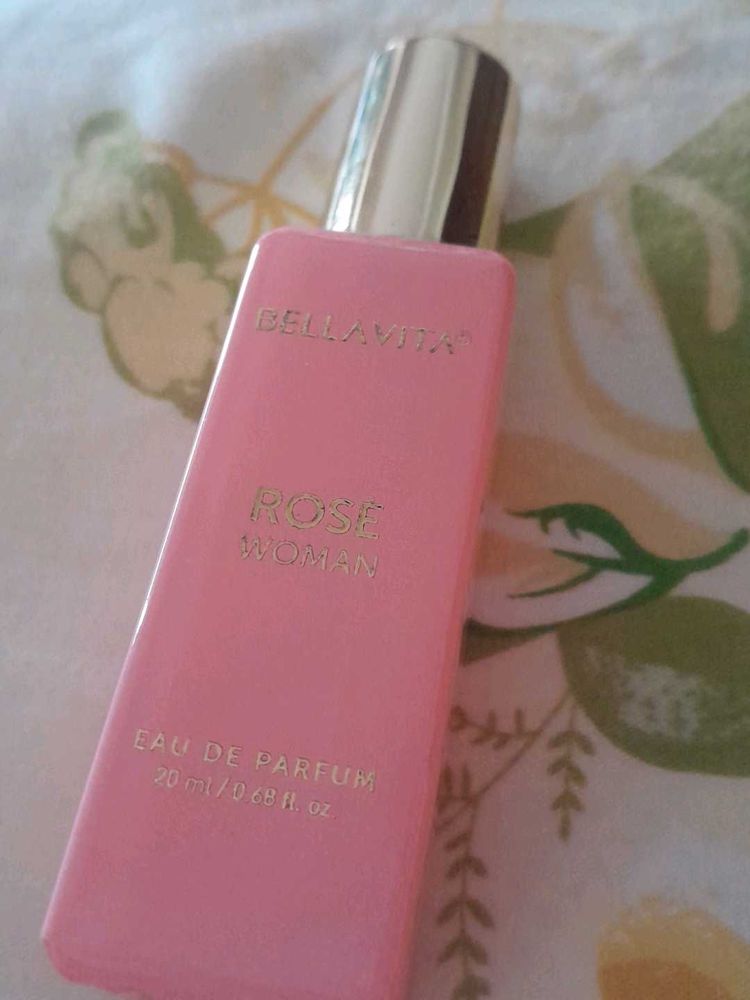 BELLAVITA®
ROSE
WOMAN
EAU DE PARFUM
20 ml / 0.68 fl. oz.